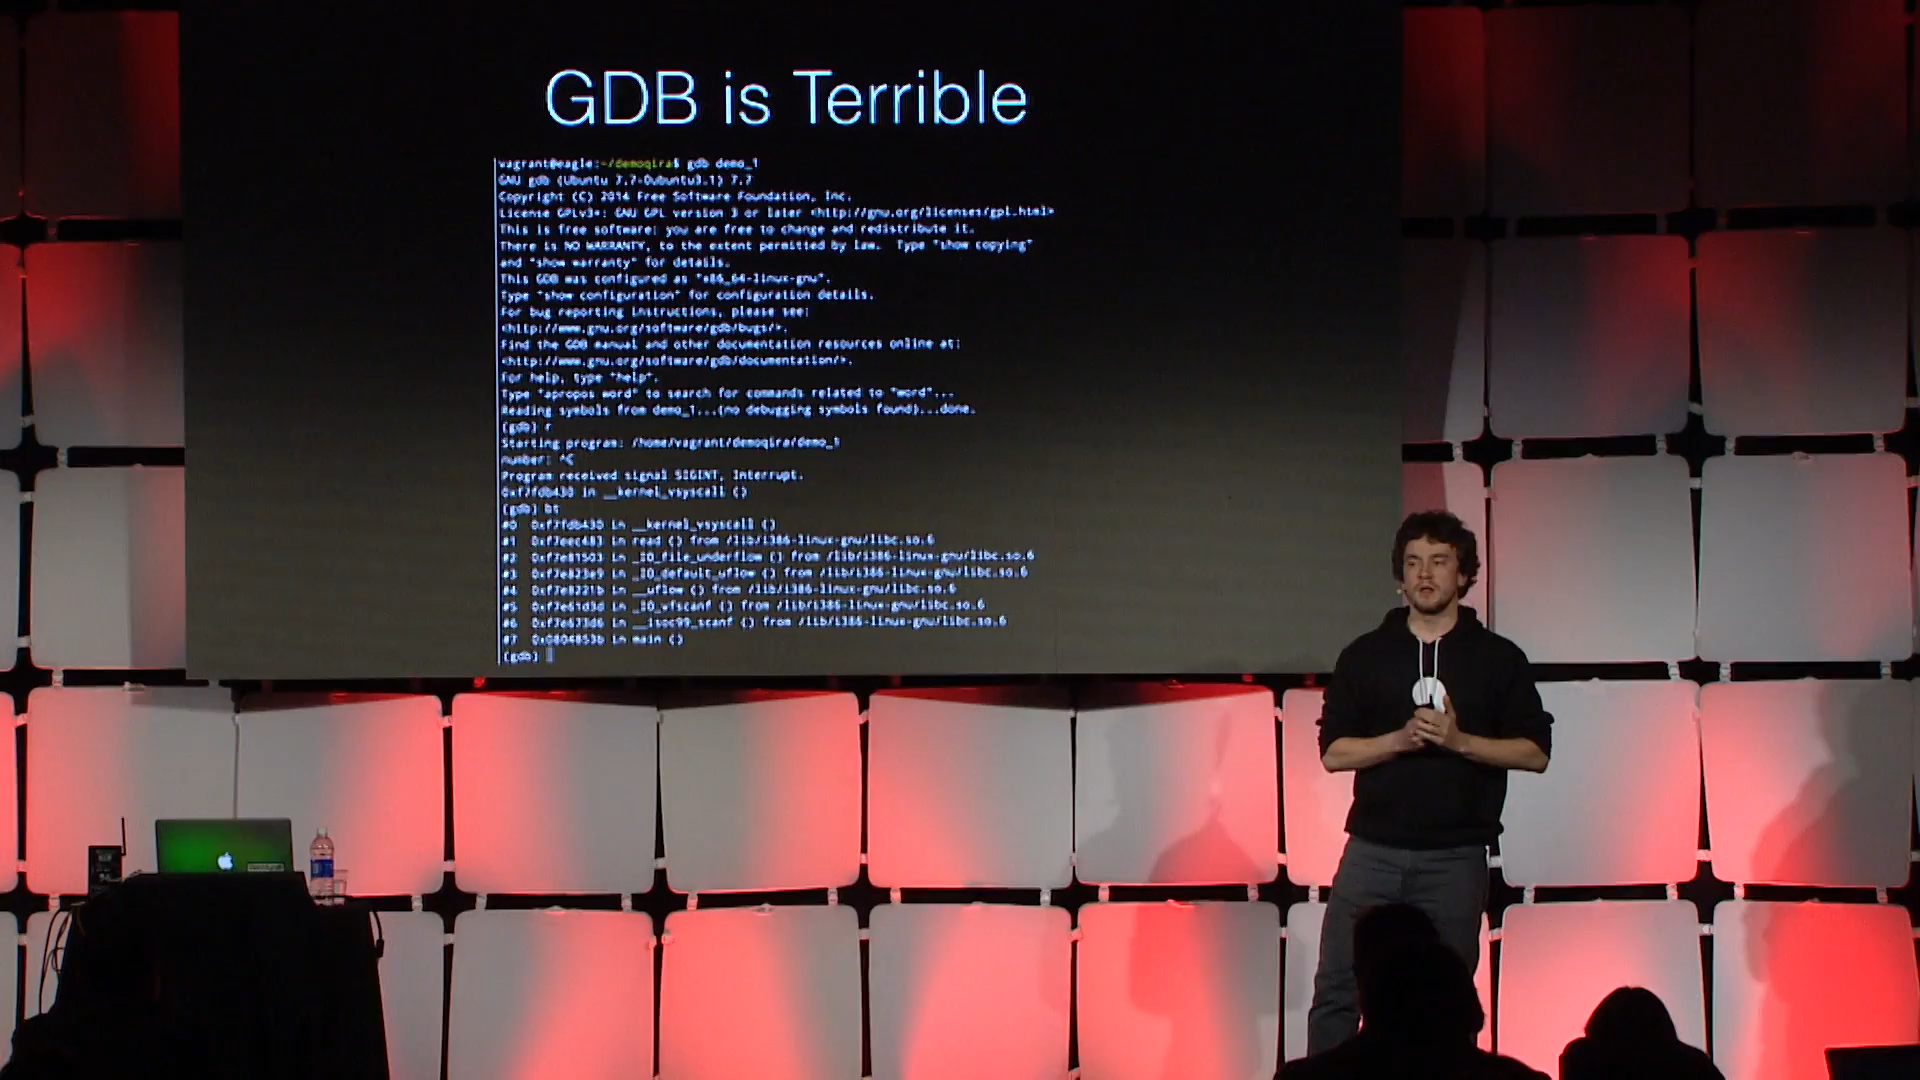 GDB is Terrible
vagrant@eagle:~/demoqira$ gdb demo_1
GNU gdb (Ubuntu 7.7-0ubuntu3.1) 7.7
Copyright (C) 2014 Free Software Foundation, Inc.
License GPLv3+: GNU GPL version 3 or later <http://gnu.org/licenses/gpl.html>
This is free software: you are free to change and redistribute it.
There is NO WARRANTY, to the extent permitted by law.  Type "show copying"
and "show warranty" for details.
This GDB was configured as "x86_64-linux-gnu".
Type "show configuration" for configuration details.
For bug reporting instructions, please see:
<http://www.gnu.org/software/gdb/bugs/>.
Find the GDB manual and other documentation resources online at:
<http://www.gnu.org/software/gdb/documentation/>.
For help, type "help".
Type "apropos word" to search for commands related to "word"...
Reading symbols from demo_1...(no debugging symbols found)...done.
(gdb) r
Starting program: /home/vagrant/demoqira/demo_1
number: ^C
Program received signal SIGINT, Interrupt.
0xf7fdb430 in __kernel_vsyscall ()
(gdb) bt
#0  0xf7fdb430 in __kernel_vsyscall ()
#1  0xf7eec483 in read () from /lib/i386-linux-gnu/libc.so.6
#2  0xf7e81503 in _IO_file_underflow () from /lib/i386-linux-gnu/libc.so.6
#3  0xf7e823e9 in _IO_default_uflow () from /lib/i386-linux-gnu/libc.so.6
#4  0xf7e8221b in __uflow () from /lib/i386-linux-gnu/libc.so.6
#5  0xf7e61d3d in _IO_vfscanf () from /lib/i386-linux-gnu/libc.so.6
#6  0xf7e673d6 in __isoc99_scanf () from /lib/i386-linux-gnu/libc.so.6
#7  0x0804853b in main ()
(gdb)